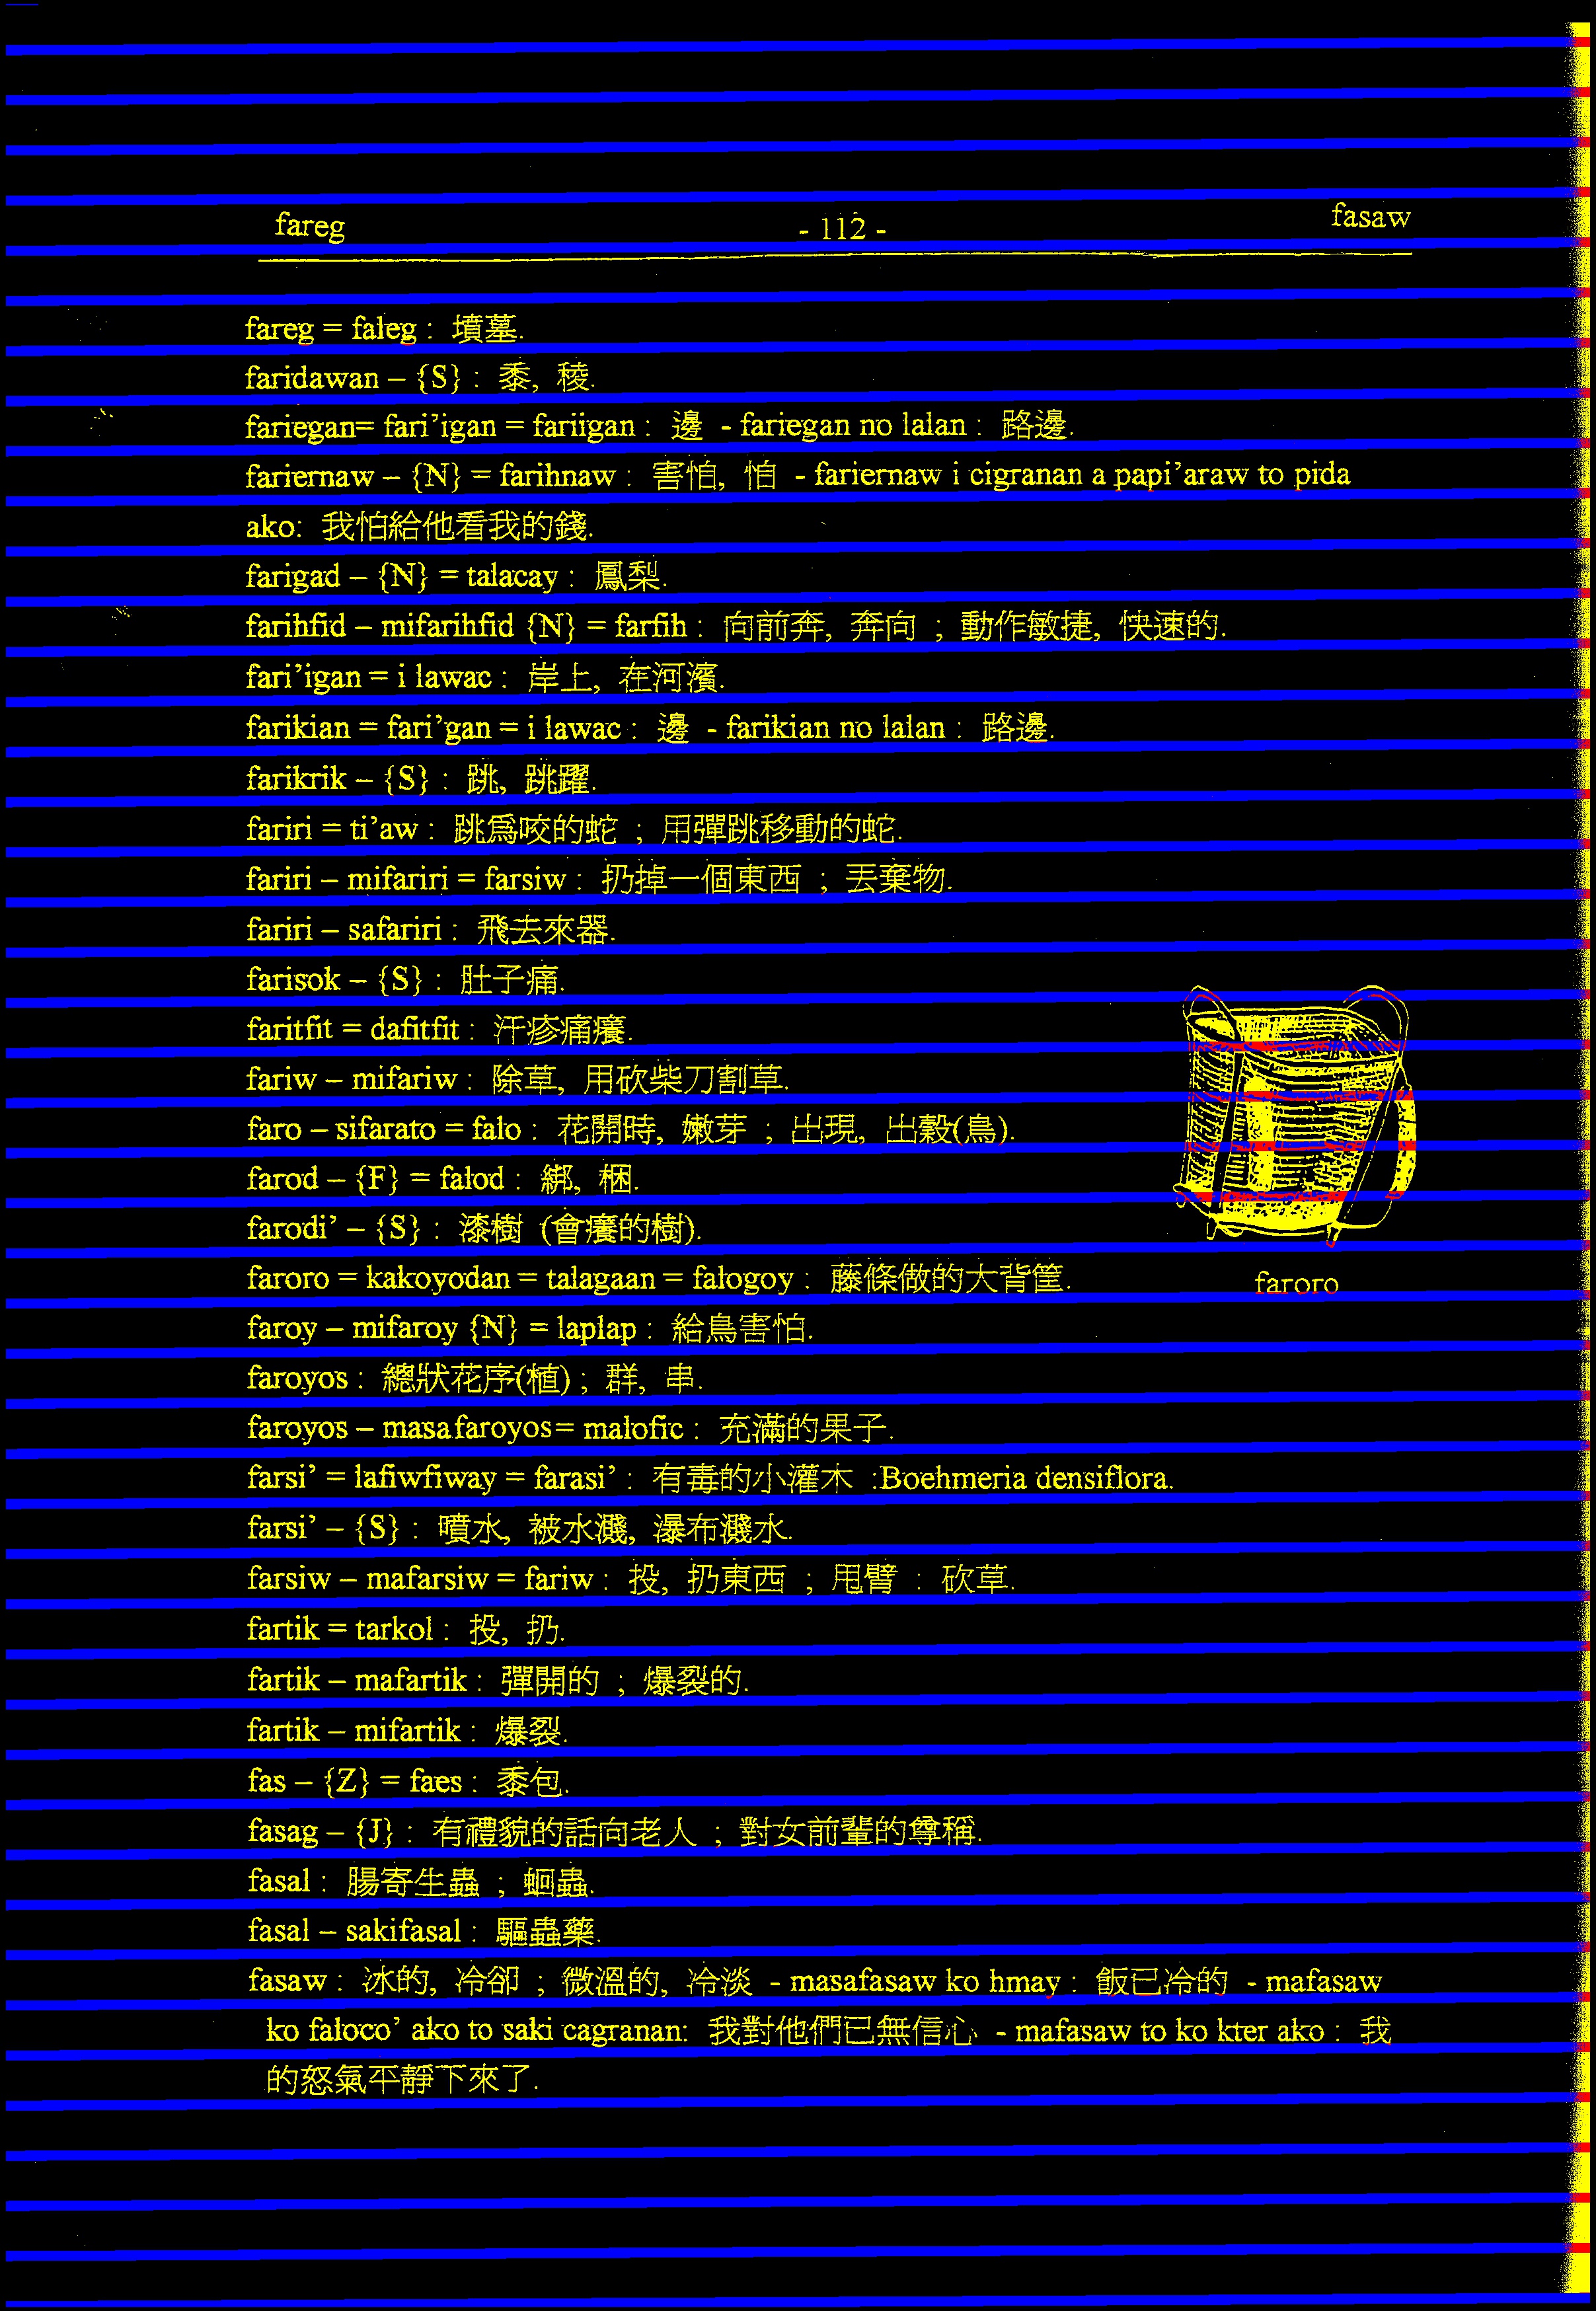 fareg - 112 - fasaw
fareg = faleg : 墳墓.
faridawan – {S} : 黍, 稜.
fariegan= fari’igan = fariigan : 邊 - fariegan no lalan : 路邊.
fariernaw – {N} = farihnaw : 害怕, 怕 - fariernaw i cigranan a papi’araw to pida
ako: 我怕給他看我的錢.
farigad – {N} = talacay : 鳳梨.
farihfid – mifarihfid {N} = farfih : 向前奔, 奔向 ; 動作敏捷, 快速的.
fari’igan = i lawac : 岸上, 在河濱.
farikian = fari’gan = i lawac : 邊 - farikian no lalan : 路邊.
farikrik – {S} : 跳, 跳躍.
fariri = ti’aw : 跳為咬的蛇 ; 用彈跳移動的蛇.
fariri – mifariri = farsiw : 扔掉一個東西 ; 丟棄物.
fariri – safariri : 飛去來器.
farisok – {S} : 肚子痛.
faritfit = dafitfit : 汗疹痛癢.
fariw – mifariw : 除草, 用砍柴刀割草.
faro – sifarato = falo : 花開時, 嫩芽 ; 出現, 出穀(鳥).
farod – {F} = falod : 綁, 梱.
farodi’ – {S} : 漆樹 (會癢的樹).
faroro = kakoyodan = talagaan = falogoy : 藤條做的大背筐.
faroro
faroy – mifaroy {N} = laplap : 給鳥害怕.
faroyos : 總狀花序(植) ; 群, 串.
faroyos – masafaroyos= malofic : 充滿的果子.
farsi’ = lafiwfiway = farasi’ : 有毒的小灌木 :Boehmeria densiflora.
farsi’ – {S} : 噴水, 被水濺, 瀑布濺水.
farsiw – mafarsiw = fariw : 投, 扔東西 ; 甩臂 : 砍草.
fartik = tarkol : 投, 扔.
fartik – mafartik : 彈開的 ; 爆裂的.
fartik – mifartik : 爆裂.
fas – {Z} = faes : 黍包.
fasag – {J} : 有禮貌的話向老人 ; 對女前輩的尊稱.
fasal : 腸寄生蟲 ; 蛔蟲.
fasal – sakifasal : 驅蟲藥.
fasaw : 冰的, 冷卻 ; 微溫的, 冷淡 - masafasaw ko hmay : 飯已冷的 - mafasaw
ko faloco’ ako to saki cagranan: 我對他們已無信心 - mafasaw to ko kter ako : 我
的怒氣平靜下來了.